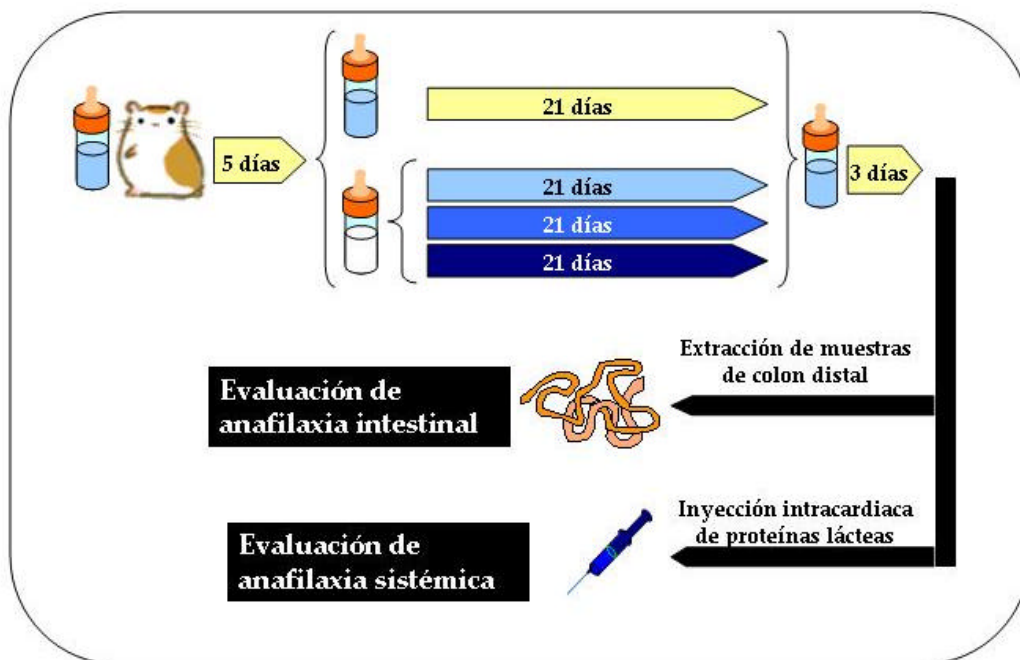 21 días
5 días
21 días
3 días
21 días
21 días
Extracción de muestras
de colon distal
Evaluación de
anafilaxia intestinal
Inyección intracardiaca
de proteínas lácteas
Evaluación de
anafilaxia sistémica